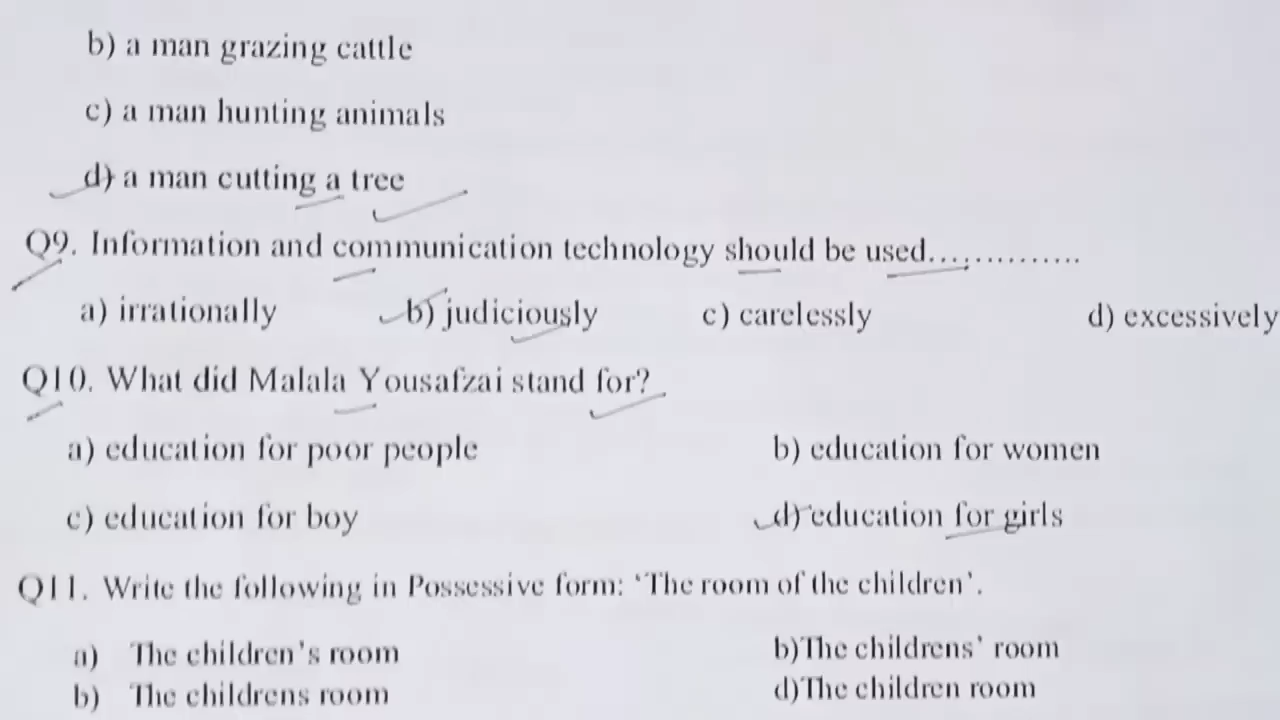 b) a man grazing cattle
c) a man hunting animals
d) a man cutting a tree
Q9. Information and communication technology should be used..............
a) irrationally b) judiciously c) carelessly d) excessively
Q10. What did Malala Yousafzai stand for?
a) education for poor people b) education for women
c) education for boy d) education for girls
Q11. Write the following in Possessive form: ‘The room of the children’.
a) The children’s room b)The childrens’ room
b) The childrens room d)The children room